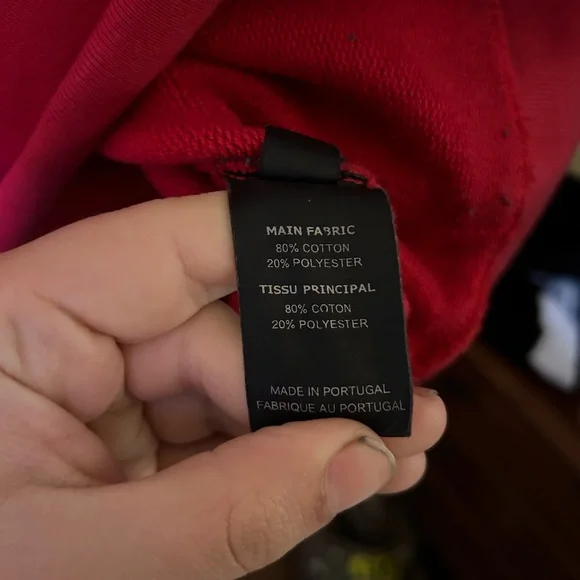 MAIN FABRIC
80% COTTON
20% POLYESTER
TISSU PRINCIPAL
80% COTON
20% POLYESTER
MADE IN PORTUGAL
FABRIQUE AU PORTUGAL